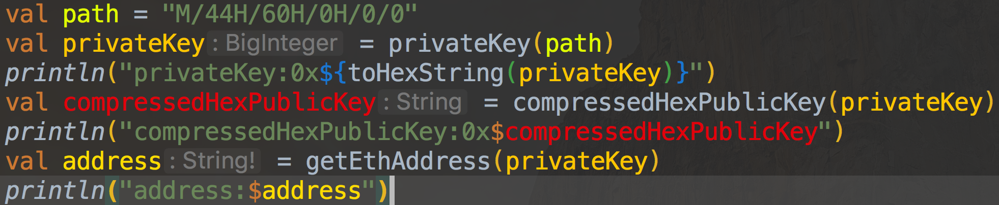 val path = "M/44H/60H/0H/0/0"
val privateKey : BigInteger = privateKey(path)
println("privateKey:0x${toHexString(privateKey)}")
val compressedHexPublicKey : String = compressedHexPublicKey(privateKey)
println("compressedHexPublicKey:0x$compressedHexPublicKey")
val address : String! = getEthAddress(privateKey)
println("address:$address")